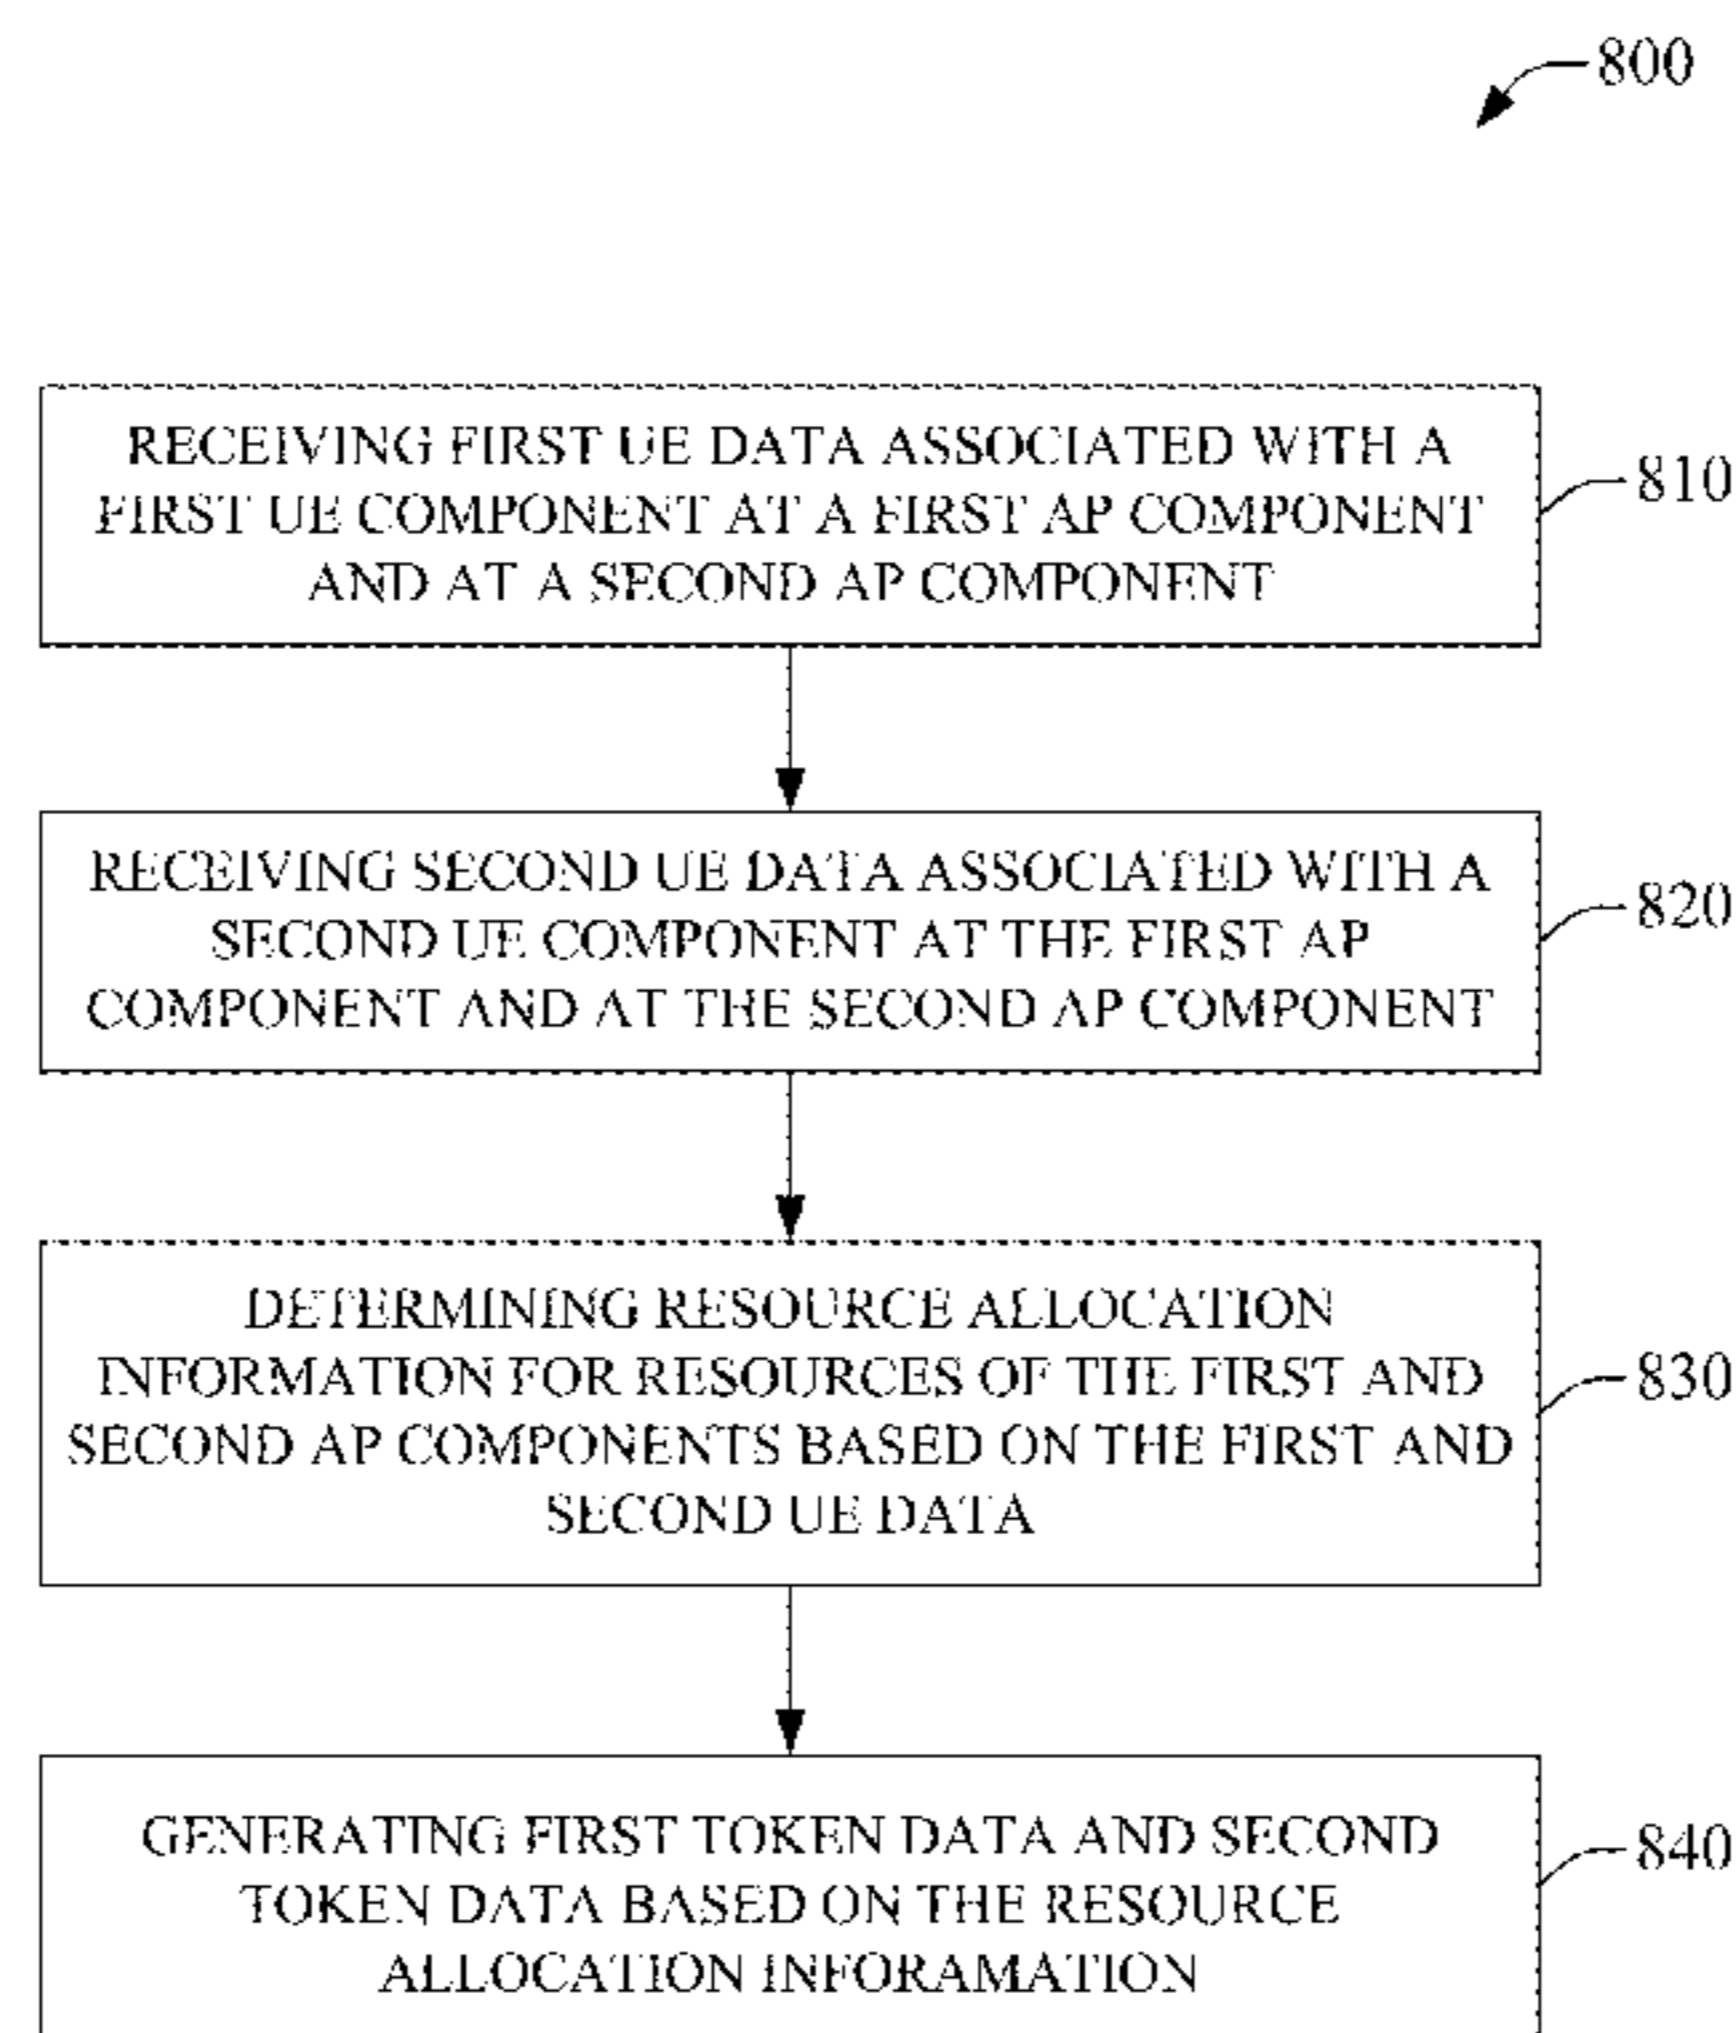 800
RECEIVING FIRST UE DATA ASSOCIATED WITH A
FIRST UE COMPONENT AT A FIRST AP COMPONENT
AND AT A SECOND AP COMPONENT
810
RECEIVING SECOND UE DATA ASSOCIATED WITH A
SECOND UE COMPONENT AT THE FIRST AP
COMPONENT AND AT THE SECOND AP COMPONENT
820
DETERMINING RESOURCE ALLOCATION
INFORMATION FOR RESOURCES OF THE FIRST AND
SECOND AP COMPONENTS BASED ON THE FIRST AND
SECOND UE DATA
830
GENERATING FIRST TOKEN DATA AND SECOND
TOKEN DATA BASED ON THE RESOURCE
ALLOCATION INFORAMATION
840